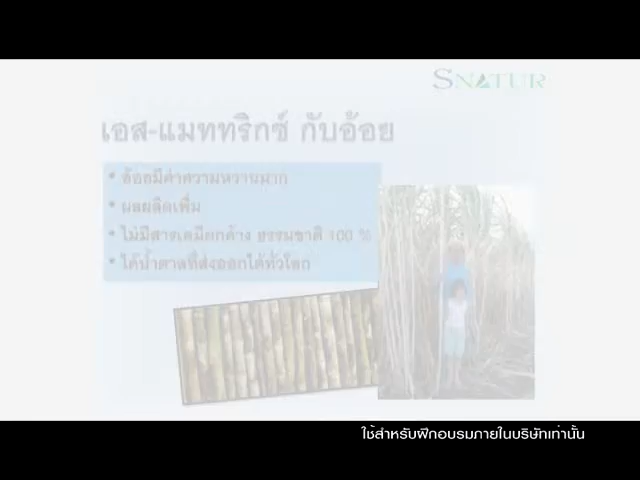 SNATUR
เอส-แมททริกซ์ กับอ้อย
• อ้อยมีค่าความหวานมาก
• ผลผลิตเพิ่ม
• ไม่มีสารเคมีตกค้าง ธรรมชาติ 100 %
• ได้น้ำตาลที่ส่งออกได้ทั่วโลก
ใช้สำหรับฝึกอบรมภายในบริษัทเท่านั้น